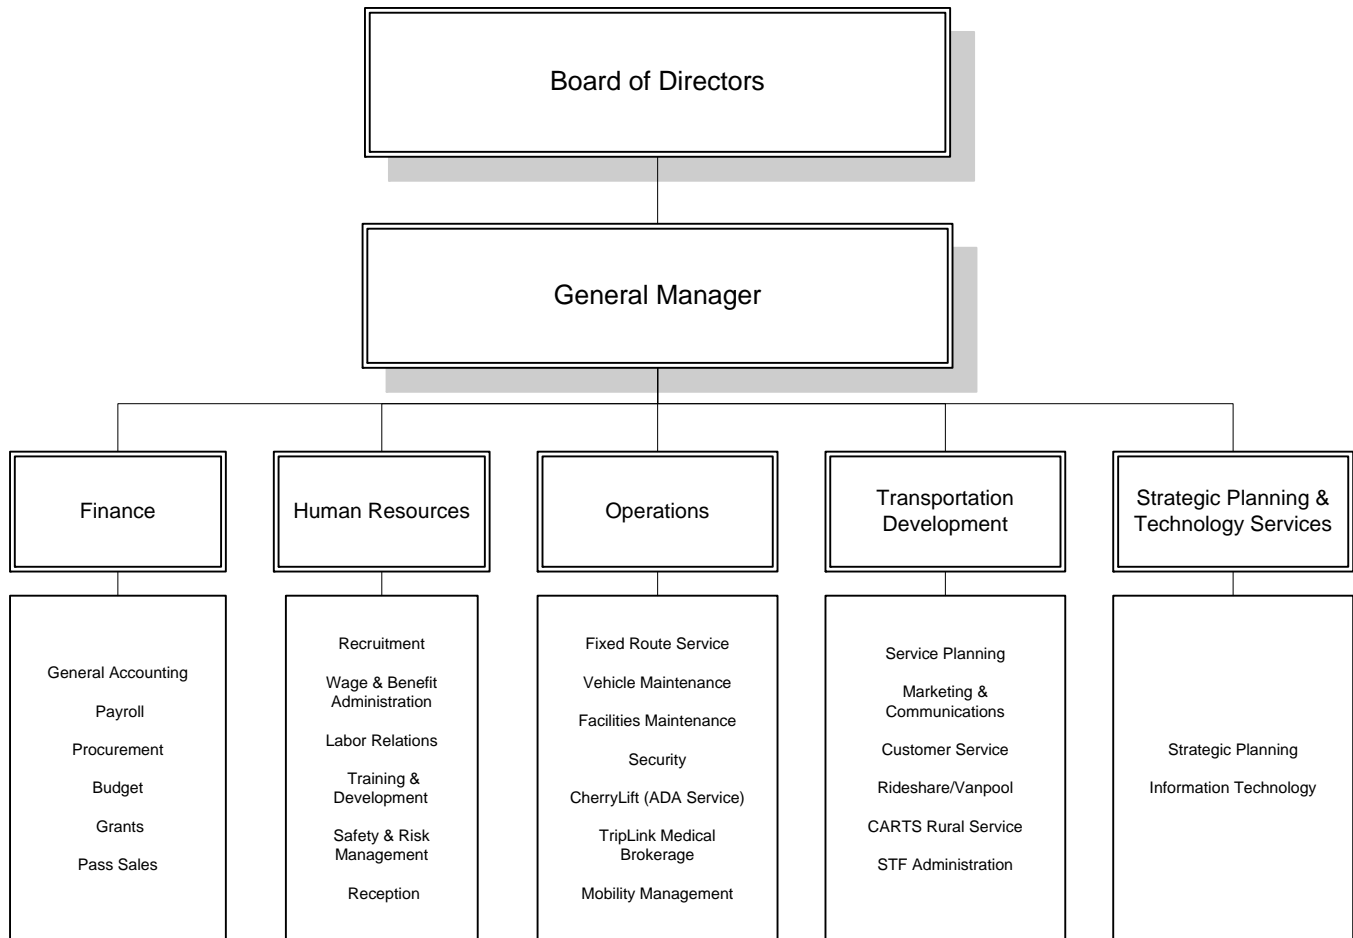 Board of Directors
General Manager
Finance
Human Resources
Operations
Transportation
Development
Strategic Planning &
Technology Services
General Accounting
Payroll
Procurement
Budget
Grants
Pass Sales
Recruitment
Wage & Benefit
Administration
Labor Relations
Training &
Development
Safety & Risk
Management
Reception
Fixed Route Service
Vehicle Maintenance
Facilities Maintenance
Security
CherryLift (ADA Service)
TripLink Medical
Brokerage
Mobility Management
Service Planning
Marketing &
Communications
Customer Service
Rideshare/Vanpool
CARTS Rural Service
STF Administration
Strategic Planning
Information Technology